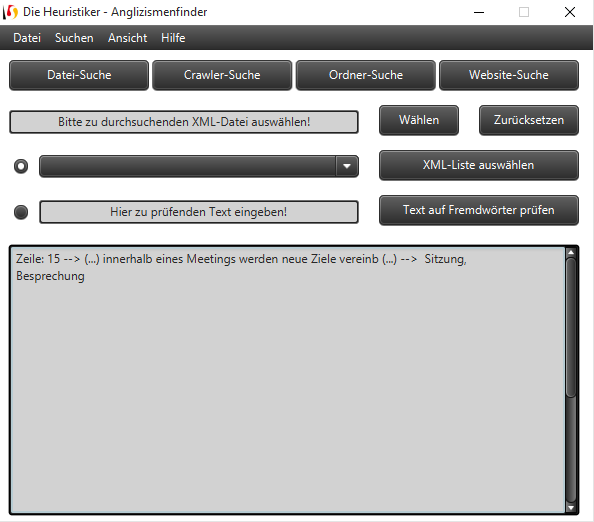 Die Heuristiker - Anglizismenfinder
Datei Suchen Ansicht Hilfe
Datei-Suche Crawler-Suche Ordner-Suche Website-Suche
Bitte zu durchsuchenden XML-Datei auswählen! Wählen Zurücksetzen
XML-Liste auswählen
Hier zu prüfenden Text eingeben! Text auf Fremdwörter prüfen
Zeile: 15 --> (...) innerhalb eines Meetings werden neue Ziele vereinb (...) --> Sitzung,
Besprechung